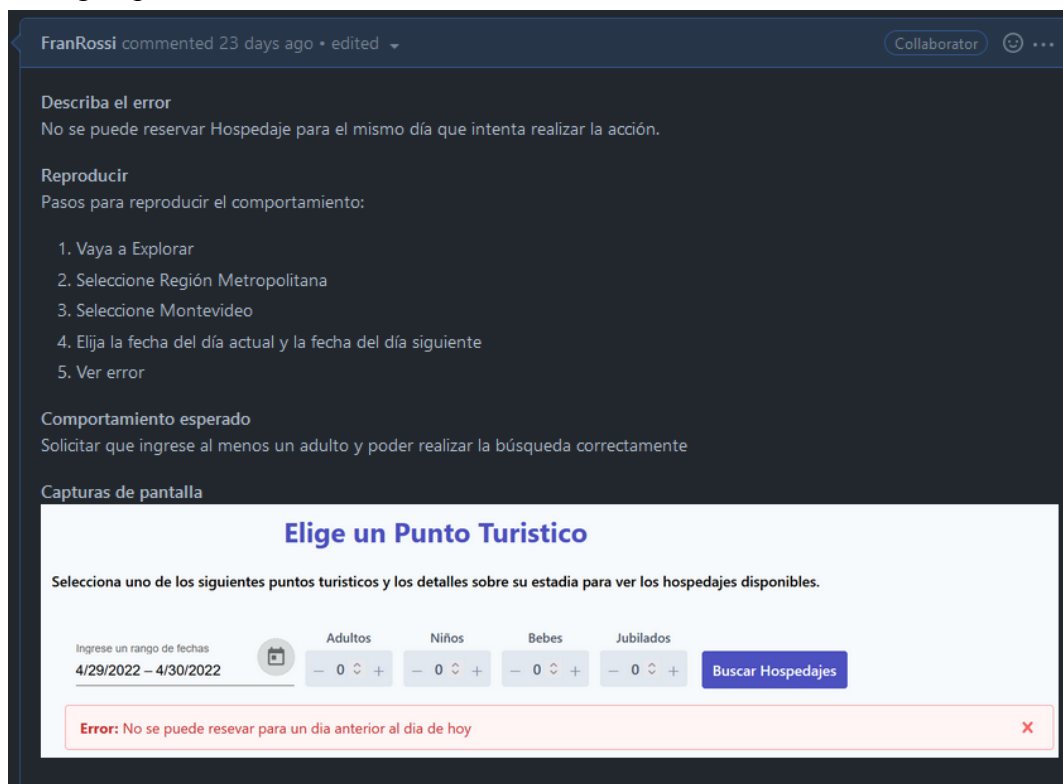 FranRossi commented 23 days ago • edited
Collaborator
Describa el error
No se puede reservar Hospedaje para el mismo día que intenta realizar la acción.
Reproducir
Pasos para reproducir el comportamiento:
1. Vaya a Explorar
2. Seleccione Región Metropolitana
3. Seleccione Montevideo
4. Elija la fecha del día actual y la fecha del día siguiente
5. Ver error
Comportamiento esperado
Solicitar que ingrese al menos un adulto y poder realizar la búsqueda correctamente
Capturas de pantalla
Elige un Punto Turistico
Selecciona uno de los siguientes puntos turisticos y los detalles sobre su estadia para ver los hospedajes disponibles.
Adultos Niños Bebes Jubilados
Ingrese un rango de fechas
4/29/2022 – 4/30/2022 − 0 + − 0 + − 0 + − 0 + Buscar Hospedajes
Error: No se puede resevar para un dia anterior al dia de hoy